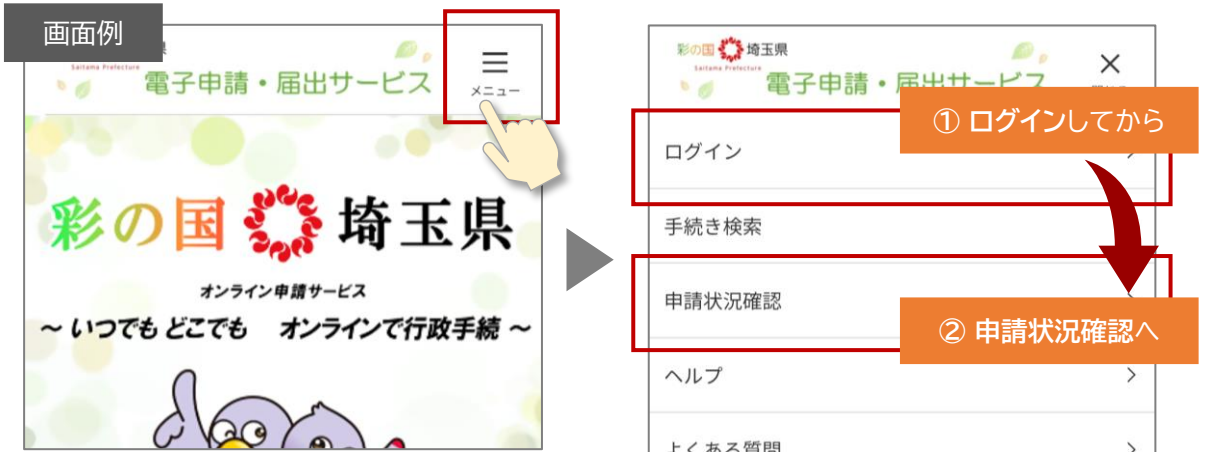 画面例
県
Saitama Prefecture
電子申請・届出サービス
メニュー
彩の国 埼玉県
オンライン申請サービス
～ いつでも どこでも オンラインで行政手続 ～
彩の国 埼玉県
Saitama Prefecture
電子申請・届出サービス
① ログインしてから
ログイン
手続き検索
申請状況確認
② 申請状況確認へ
ヘルプ
よくある質問